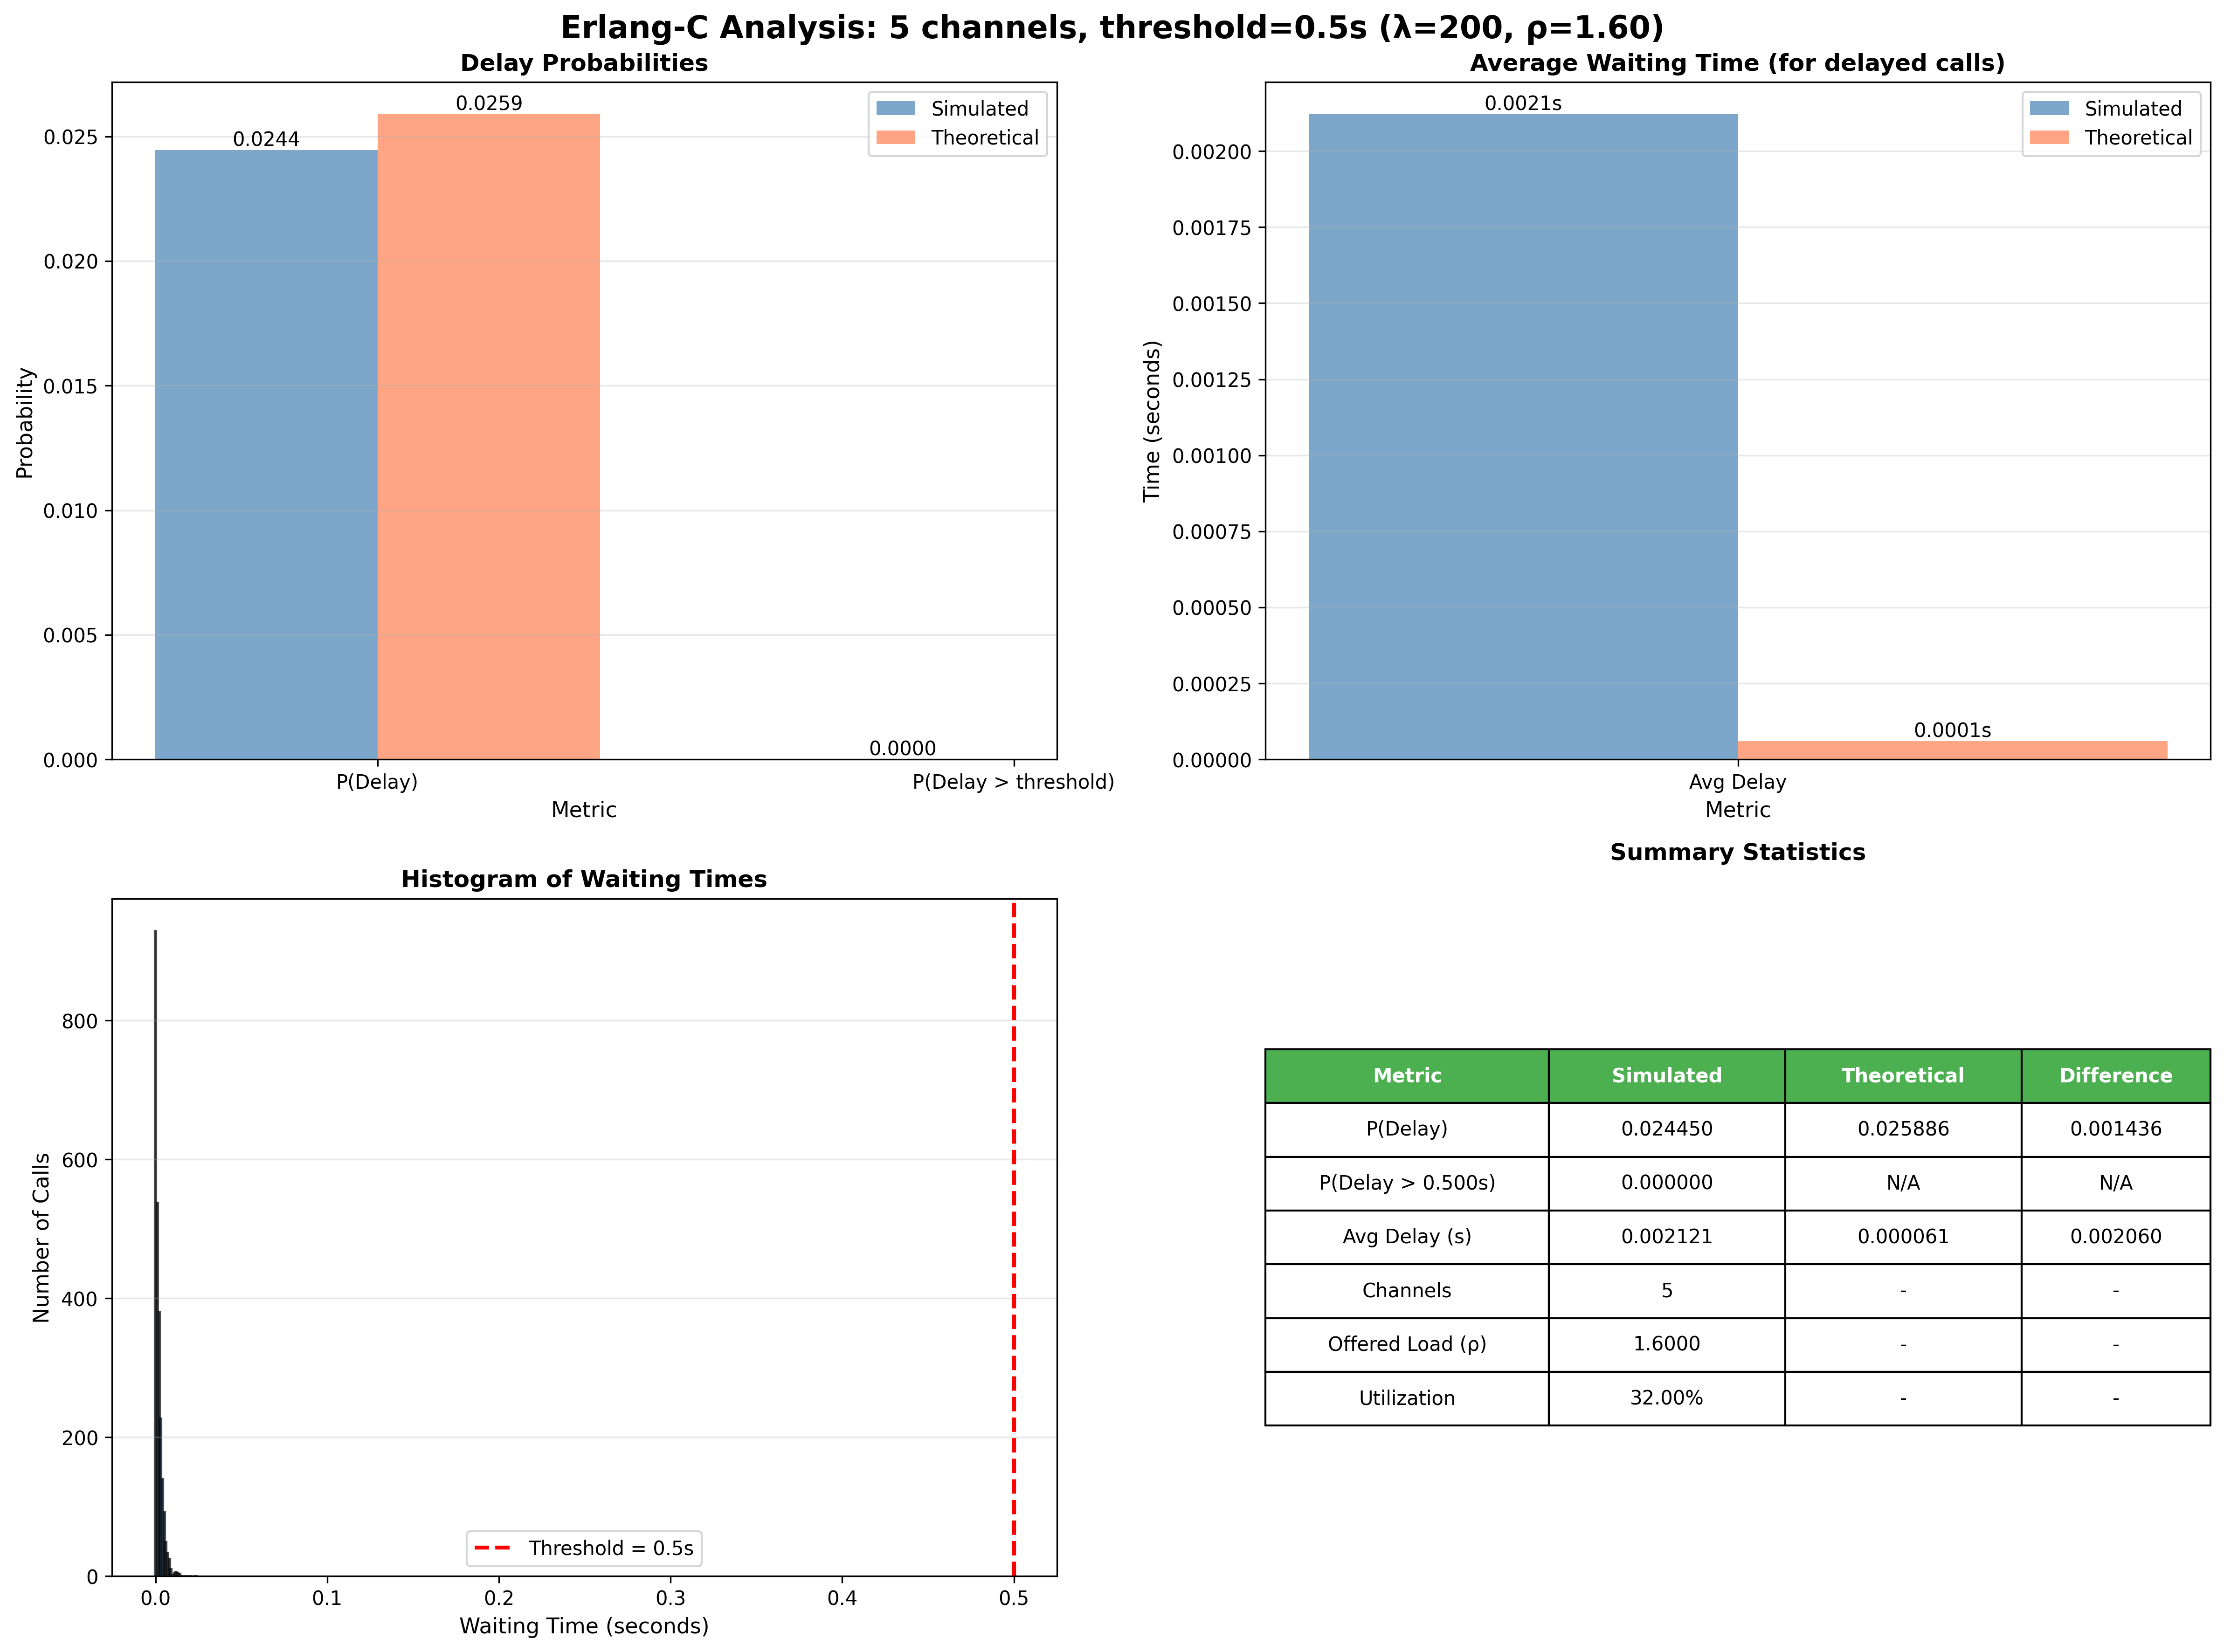 Erlang-C Analysis: 5 channels, threshold=0.5s (λ=200, ρ=1.60)
Delay Probabilities
Probability
0.025
0.020
0.015
0.010
0.005
0.000
0.0244
0.0259
0.0000
Simulated
Theoretical
P(Delay)
P(Delay > threshold)
Metric
Average Waiting Time (for delayed calls)
Time (seconds)
0.00200
0.00175
0.00150
0.00125
0.00100
0.00075
0.00050
0.00025
0.00000
0.0021s
0.0001s
Simulated
Theoretical
Avg Delay
Metric
Histogram of Waiting Times
Number of Calls
800
600
400
200
0
Threshold = 0.5s
0.0 0.1 0.2 0.3 0.4 0.5
Waiting Time (seconds)
Summary Statistics
Metric Simulated Theoretical Difference
P(Delay) 0.024450 0.025886 0.001436
P(Delay > 0.500s) 0.000000 N/A N/A
Avg Delay (s) 0.002121 0.000061 0.002060
Channels 5 - -
Offered Load (ρ) 1.6000 - -
Utilization 32.00% - -